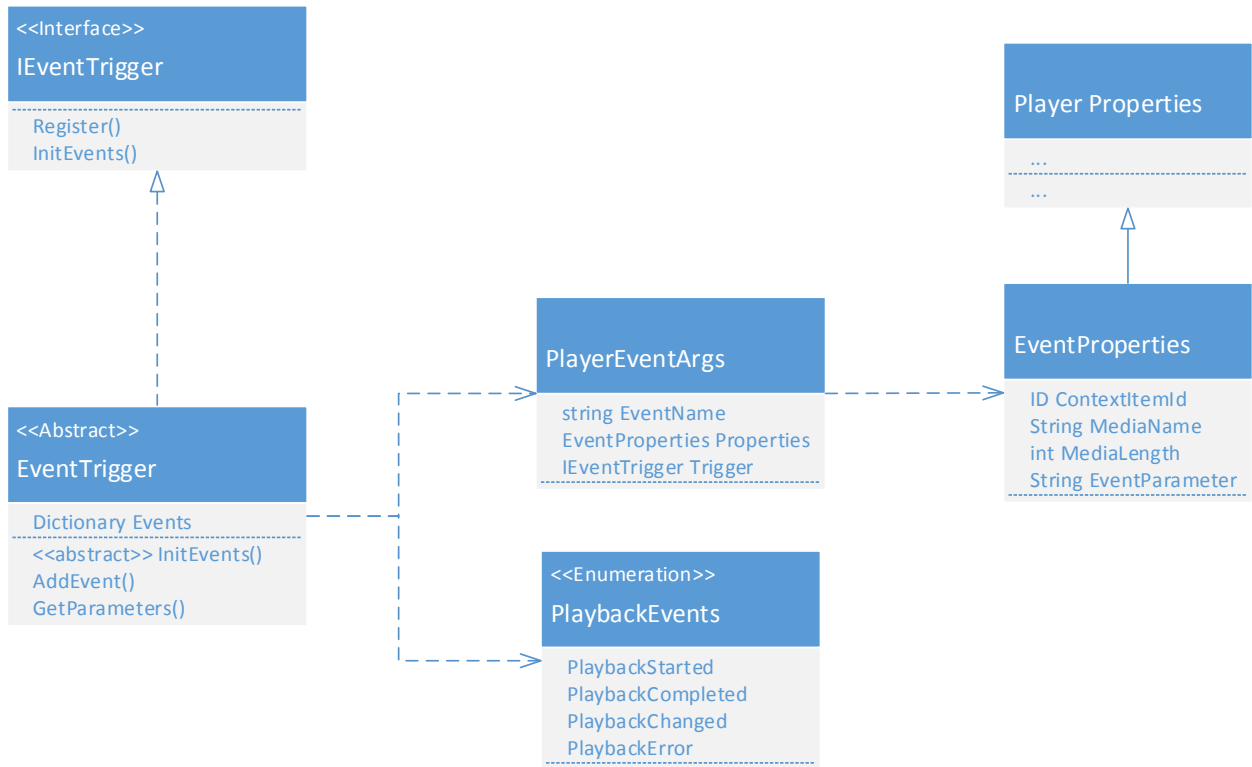 <<Interface>>
IEventTrigger
Register()
InitEvents()
Player Properties
...
...
PlayerEventArgs
string EventName
EventProperties Properties
IEventTrigger Trigger
EventProperties
ID ContextItemId
String MediaName
int MediaLength
String EventParameter
<<Abstract>>
EventTrigger
Dictionary Events
<<abstract>> InitEvents()
AddEvent()
GetParameters()
<<Enumeration>>
PlaybackEvents
PlaybackStarted
PlaybackCompleted
PlaybackChanged
PlaybackError